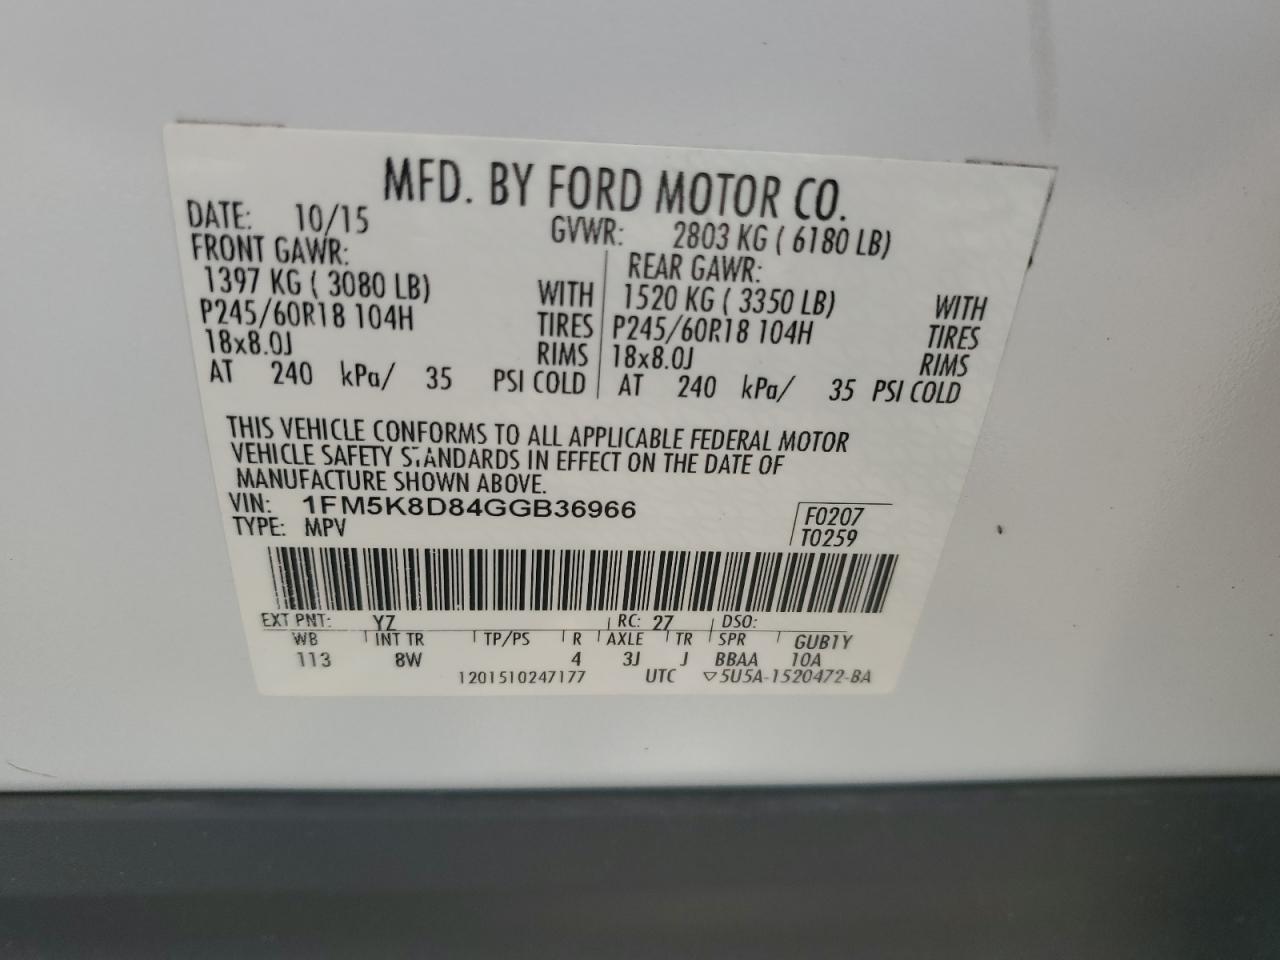 MFD. BY FORD MOTOR CO.
DATE: 10/15 GVWR: 2803 KG ( 6180 LB)
FRONT GAWR: REAR GAWR:
1397 KG ( 3080 LB) WITH 1520 KG ( 3350 LB) WITH
P245/60R18 104H TIRES P245/60R18 104H TIRES
18x8.0J RIMS 18x8.0J RIMS
AT 240 kPa/ 35 PSI COLD AT 240 kPa/ 35 PSI COLD
THIS VEHICLE CONFORMS TO ALL APPLICABLE FEDERAL MOTOR
VEHICLE SAFETY STANDARDS IN EFFECT ON THE DATE OF
MANUFACTURE SHOWN ABOVE.
VIN: 1FM5K8D84GGB36966 F0207
TYPE: MPV T0259
EXT PNT: YZ RC: 27 DSO:
WB INT TR TP/PS R AXLE TR SPR GUB1Y
113 8W 4 3J J BBAA 10A
1201510247177 UTC ▽5U5A-1520472-BA